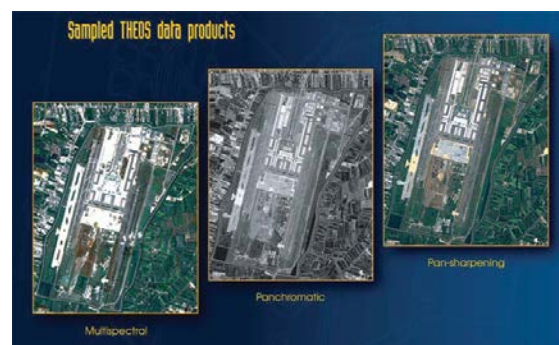 Sampled THEOS data products
Multispectral
Panchromatic
Pan-sharpening